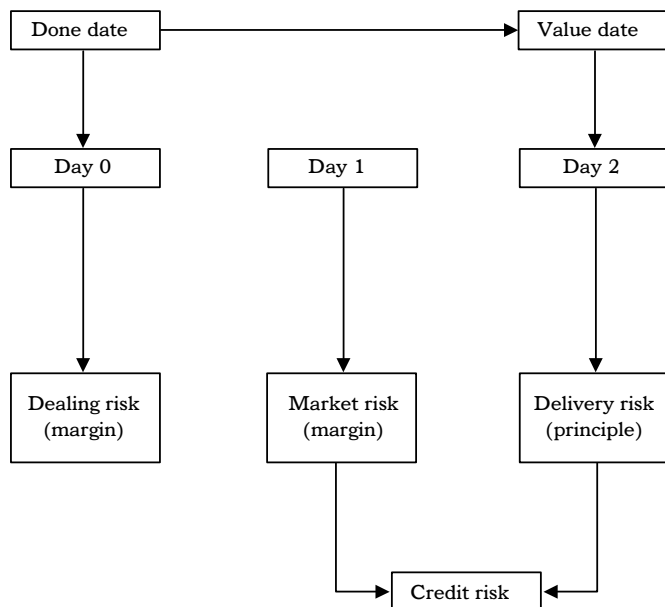 Done date
Value date
Day 0
Day 1
Day 2
Dealing risk
(margin)
Market risk
(margin)
Delivery risk
(principle)
Credit risk